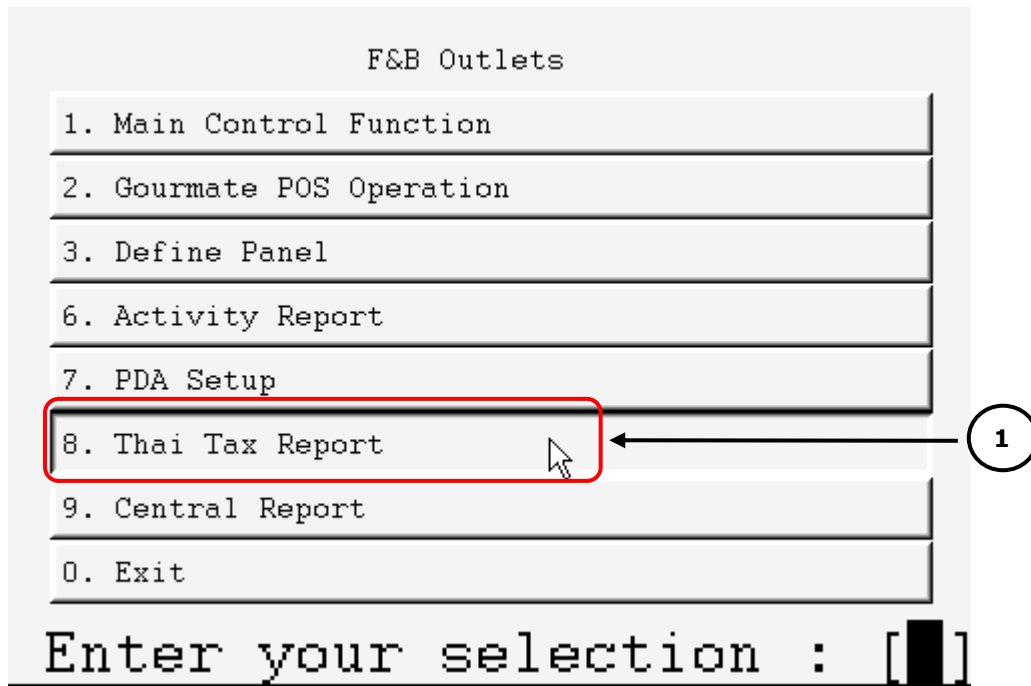 F&B Outlets
1. Main Control Function
2. Gourmate POS Operation
3. Define Panel
6. Activity Report
7. PDA Setup
8. Thai Tax Report
1
9. Central Report
0. Exit
Enter your selection : [ ]